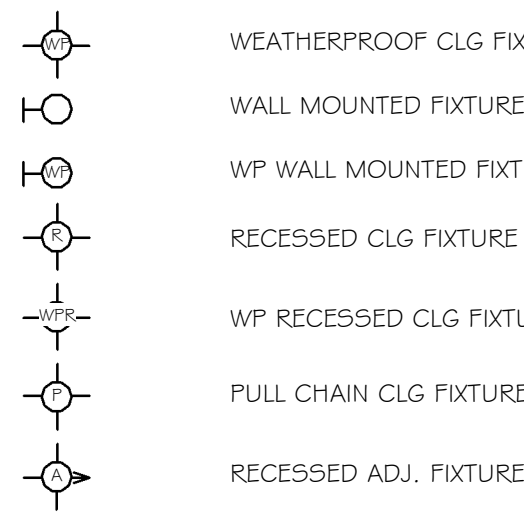 WP WEATHERPROOF CLG FIX
WALL MOUNTED FIXTURE
WP WP WALL MOUNTED FIXT
R RECESSED CLG FIXTURE
WPR WP RECESSED CLG FIXTU
P PULL CHAIN CLG FIXTURE
A RECESSED ADJ. FIXTURE